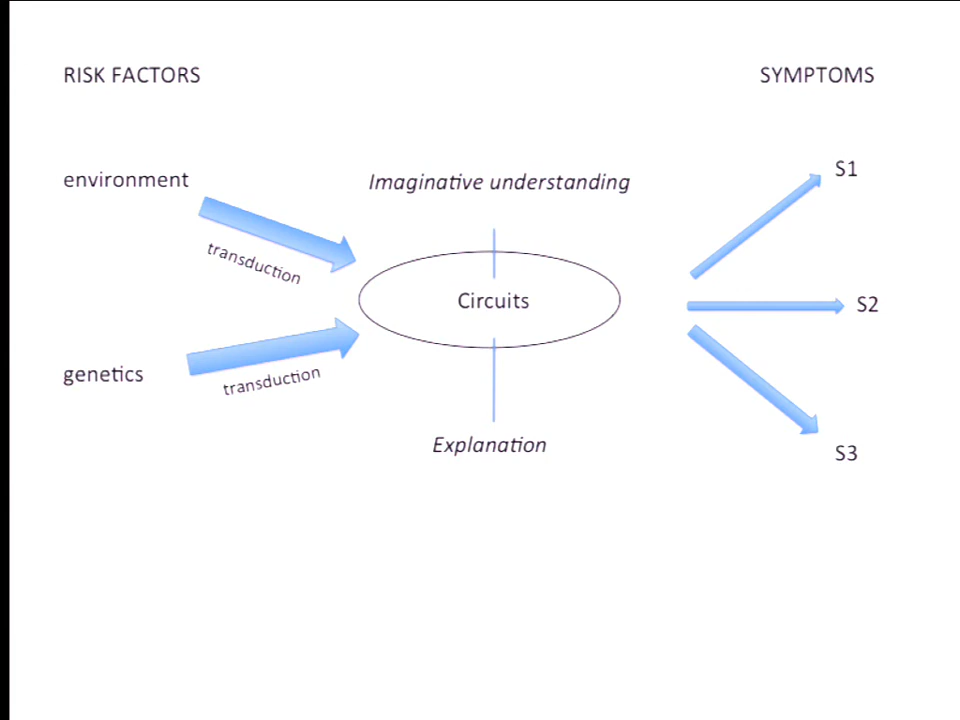 RISK FACTORS
SYMPTOMS
environment
Imaginative understanding
S1
transduction
Circuits
S2
genetics
transduction
Explanation
S3